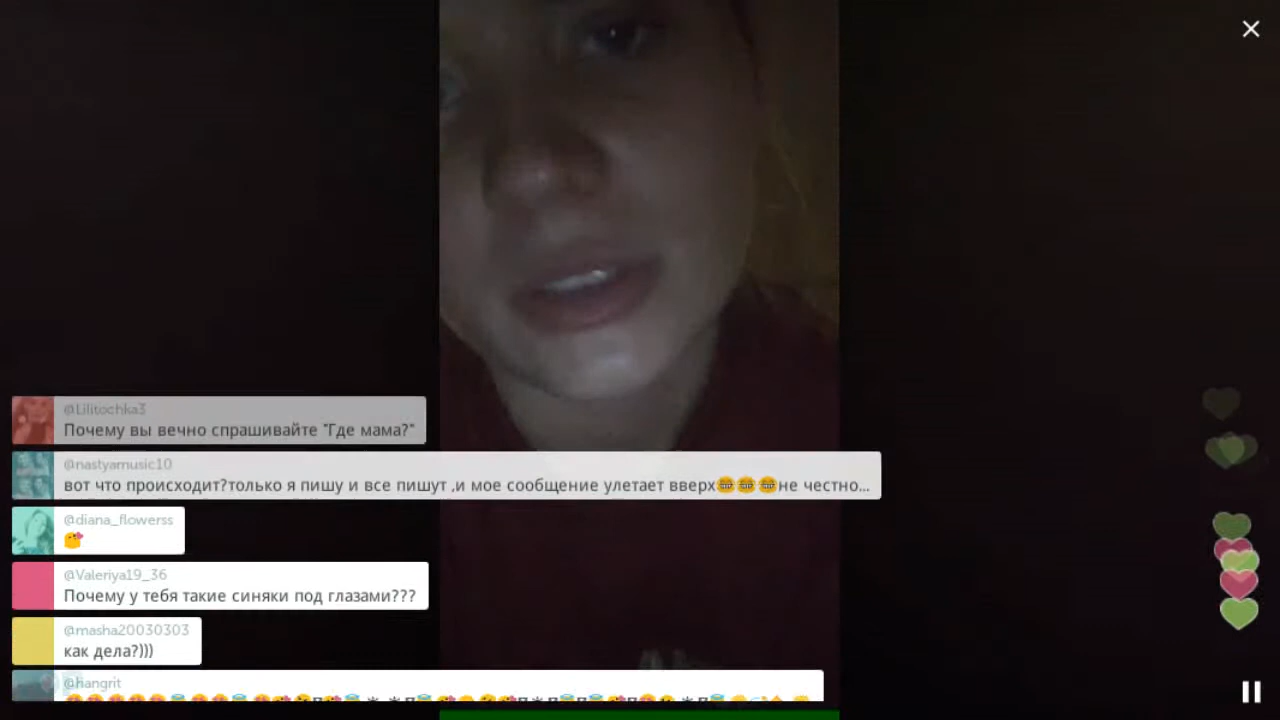 @Lilitochka3
Почему вы вечно спрашивайте "Где мама?"
@nastyamusic10
вот что происходит?только я пишу и все пишут ,и мое сообщение улетает вверх🤓🤓🤓не честно...
@diana_flowerss
😘
@Valeriya19_36
Почему у тебя такие синяки под глазами???
@masha20030303
как дела?)))
@hangrit